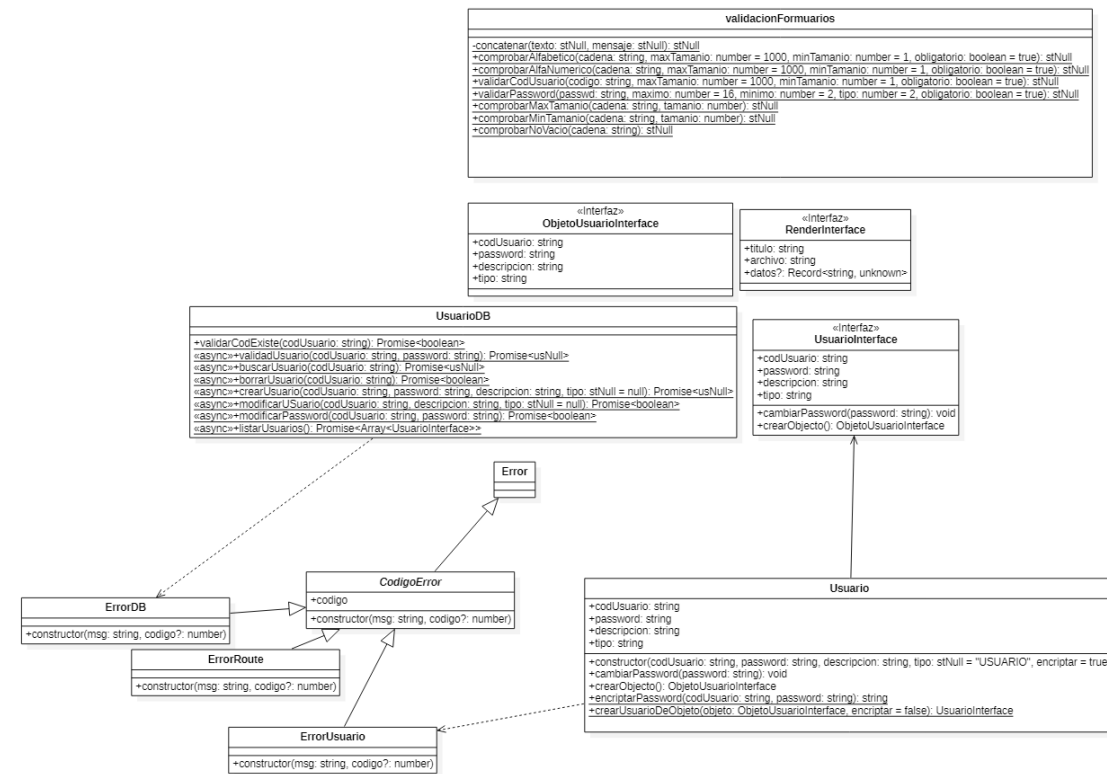 validacionFormuarios
-concatenar(texto: stNull, mensaje: stNull): stNull
+comprobarAlfabetico(cadena: string, maxTamanio: number = 1000, minTamanio: number = 1, obligatorio: boolean = true): stNull
+comprobarAlfaNumerico(cadena: string, maxTamanio: number = 1000, minTamanio: number = 1, obligatorio: boolean = true): stNull
+validarCodUsuario(codigo: string, maxTamanio: number = 1000, minTamanio: number = 1, obligatorio: boolean = true): stNull
+validarPassword(passwd: string, maximo: number = 16, minimo: number = 2, tipo: number = 2, obligatorio: boolean = true): stNull
+comprobarMaxTamanio(cadena: string, tamanio: number): stNull
+comprobarMinTamanio(cadena: string, tamanio: number): stNull
+comprobarNoVacio(cadena: string): stNull
«Interfaz»
ObjetoUsuarioInterface
+codUsuario: string
+password: string
+descripcion: string
+tipo: string
«Interfaz»
RenderInterface
+titulo: string
+archivo: string
+datos?: Record<string, unknown>
UsuarioDB
+validarCodExiste(codUsuario: string): Promise<boolean>
«async»+validadUsuario(codUsuario: string, password: string): Promise<usNull>
«async»+buscarUsuario(codUsuario: string): Promise<usNull>
«async»+borrarUsuario(codUsuario: string): Promise<boolean>
«async»+crearUsuario(codUsuario: string, password: string, descripcion: string, tipo: stNull = null): Promise<usNull>
«async»+modificarUSuario(codUsuario: string, descripcion: string, tipo: stNull = null): Promise<boolean>
«async»+modificarPassword(codUsuario: string, password: string): Promise<boolean>
«async»+listarUsuarios(): Promise<Array<UsuarioInterface>>
«Interfaz»
UsuarioInterface
+codUsuario: string
+password: string
+descripcion: string
+tipo: string
+cambiarPassword(password: string): void
+crearObjecto(): ObjetoUsuarioInterface
Error
CodigoError
+codigo
+constructor(msg: string, codigo?: number)
ErrorDB
+constructor(msg: string, codigo?: number)
ErrorRoute
+constructor(msg: string, codigo?: number)
ErrorUsuario
+constructor(msg: string, codigo?: number)
Usuario
+codUsuario: string
+password: string
+descripcion: string
+tipo: string
+constructor(codUsuario: string, password: string, descripcion: string, tipo: stNull = "USUARIO", encriptar = true
+cambiarPassword(password: string): void
+crearObjecto(): ObjetoUsuarioInterface
+encriptarPassword(codUsuario: string, password: string): string
+crearUsuarioDeObjeto(objeto: ObjetoUsuarioInterface, encriptar = false): UsuarioInterface